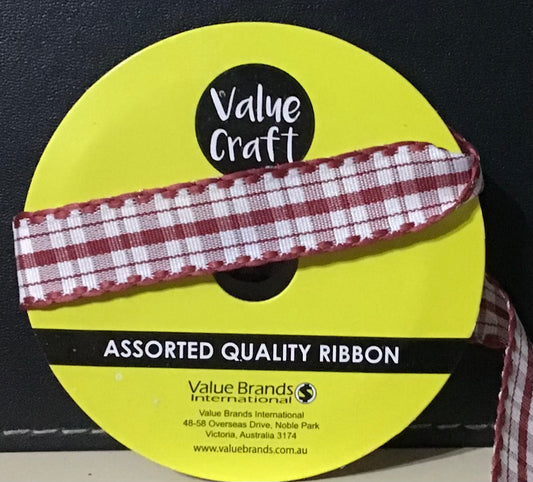 Value
Craft
ASSORTED QUALITY RIBBON
Value Brands
International
Value Brands International
48-58 Overseas Drive, Noble Park
Victoria, Australia 3174
www.valuebrands.com.au